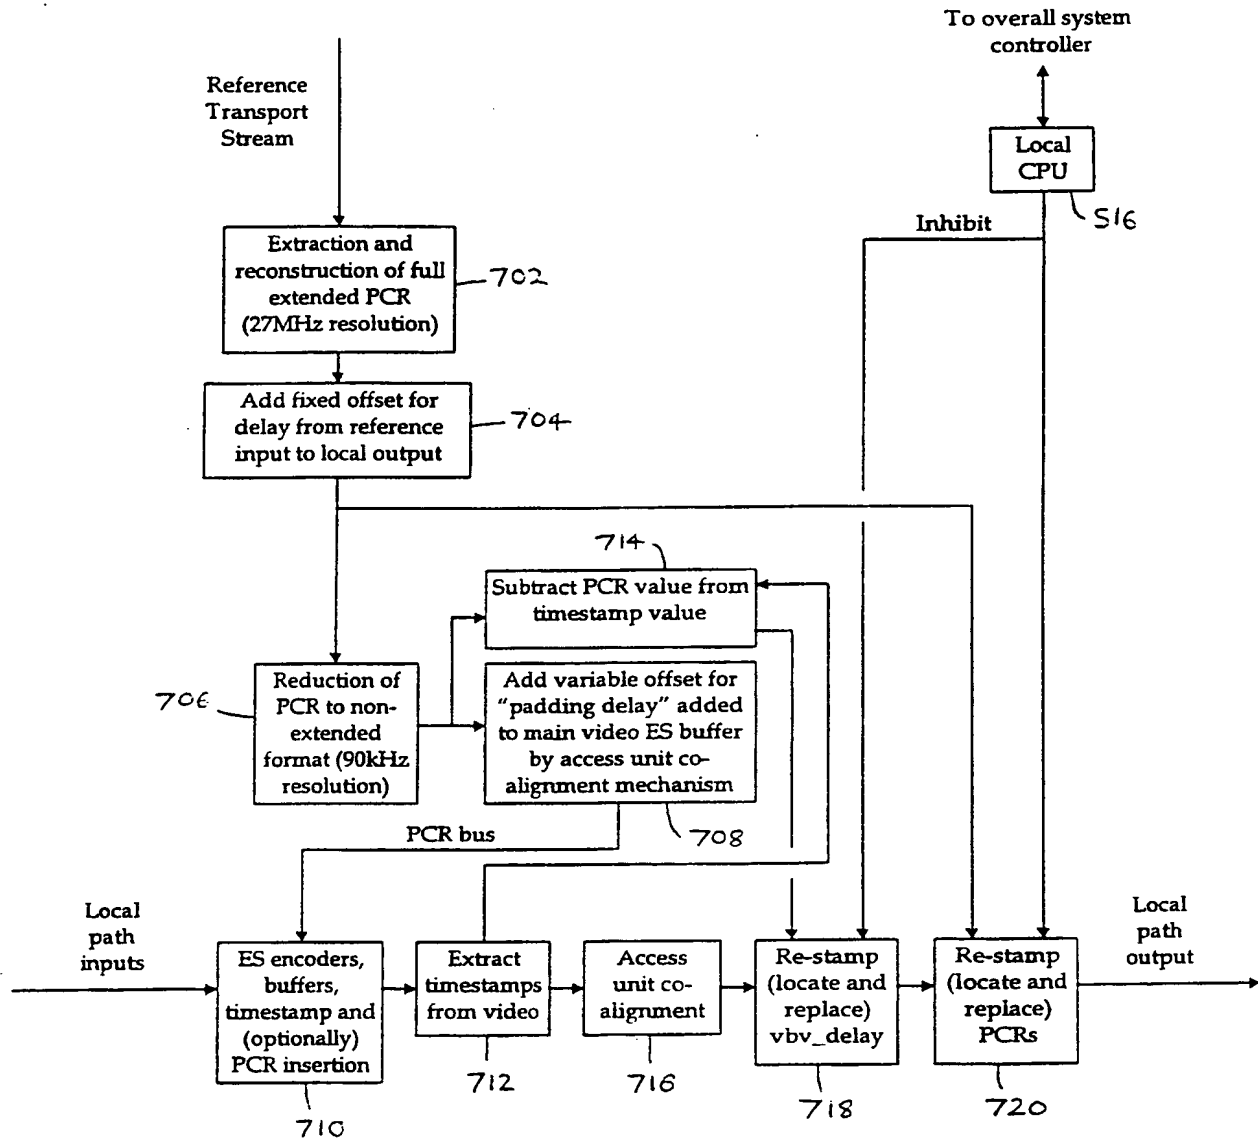 To overall system
controller
Reference
Transport
Stream
Local
CPU
516
Inhibit
Extraction and
reconstruction of full
extended PCR
(27MHz resolution)
702
Add fixed offset for
delay from reference
input to local output
704
714
Subtract PCR value from
timestamp value
706
Reduction of
PCR to non-
extended
format (90kHz
resolution)
Add variable offset for
"padding delay" added
to main video ES buffer
by access unit co-
alignment mechanism
708
PCR bus
Local
path
inputs
ES encoders,
buffers,
timestamp and
(optionally)
PCR insertion
710
Extract
timestamps
from video
712
Access
unit co-
alignment
716
Re-stamp
(locate and
replace)
vbv_delay
718
Re-stamp
(locate and
replace)
PCRs
720
Local
path
output